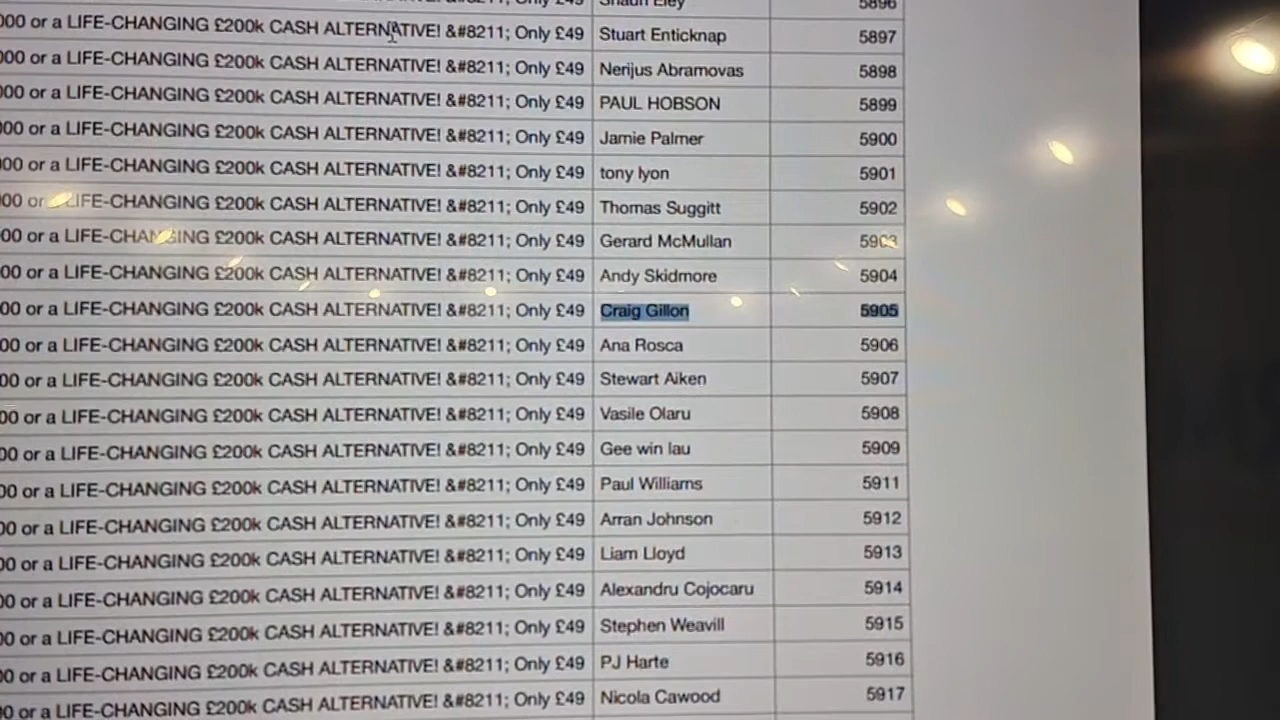 Shaun Eley 5896
000 or a LIFE-CHANGING £200k CASH ALTERNATIVE! &#8211; Only £49 Stuart Enticknap 5897
000 or a LIFE-CHANGING £200k CASH ALTERNATIVE! &#8211; Only £49 Nerijus Abramovas 5898
000 or a LIFE-CHANGING £200k CASH ALTERNATIVE! &#8211; Only £49 PAUL HOBSON 5899
000 or a LIFE-CHANGING £200k CASH ALTERNATIVE! &#8211; Only £49 Jamie Palmer 5900
000 or a LIFE-CHANGING £200k CASH ALTERNATIVE! &#8211; Only £49 tony lyon 5901
000 or a LIFE-CHANGING £200k CASH ALTERNATIVE! &#8211; Only £49 Thomas Suggitt 5902
00 or a LIFE-CHANGING £200k CASH ALTERNATIVE! &#8211; Only £49 Gerard McMullan 5903
00 or a LIFE-CHANGING £200k CASH ALTERNATIVE! &#8211; Only £49 Andy Skidmore 5904
00 or a LIFE-CHANGING £200k CASH ALTERNATIVE! &#8211; Only £49 Craig Gillon 5905
00 or a LIFE-CHANGING £200k CASH ALTERNATIVE! &#8211; Only £49 Ana Rosca 5906
00 or a LIFE-CHANGING £200k CASH ALTERNATIVE! &#8211; Only £49 Stewart Aiken 5907
00 or a LIFE-CHANGING £200k CASH ALTERNATIVE! &#8211; Only £49 Vasile Olaru 5908
00 or a LIFE-CHANGING £200k CASH ALTERNATIVE! &#8211; Only £49 Gee win lau 5909
00 or a LIFE-CHANGING £200k CASH ALTERNATIVE! &#8211; Only £49 Paul Williams 5911
00 or a LIFE-CHANGING £200k CASH ALTERNATIVE! &#8211; Only £49 Arran Johnson 5912
00 or a LIFE-CHANGING £200k CASH ALTERNATIVE! &#8211; Only £49 Liam Lloyd 5913
00 or a LIFE-CHANGING £200k CASH ALTERNATIVE! &#8211; Only £49 Alexandru Cojocaru 5914
00 or a LIFE-CHANGING £200k CASH ALTERNATIVE! &#8211; Only £49 Stephen Weavill 5915
00 or a LIFE-CHANGING £200k CASH ALTERNATIVE! &#8211; Only £49 PJ Harte 5916
00 or a LIFE-CHANGING £200k CASH ALTERNATIVE! &#8211; Only £49 Nicola Cawood 5917